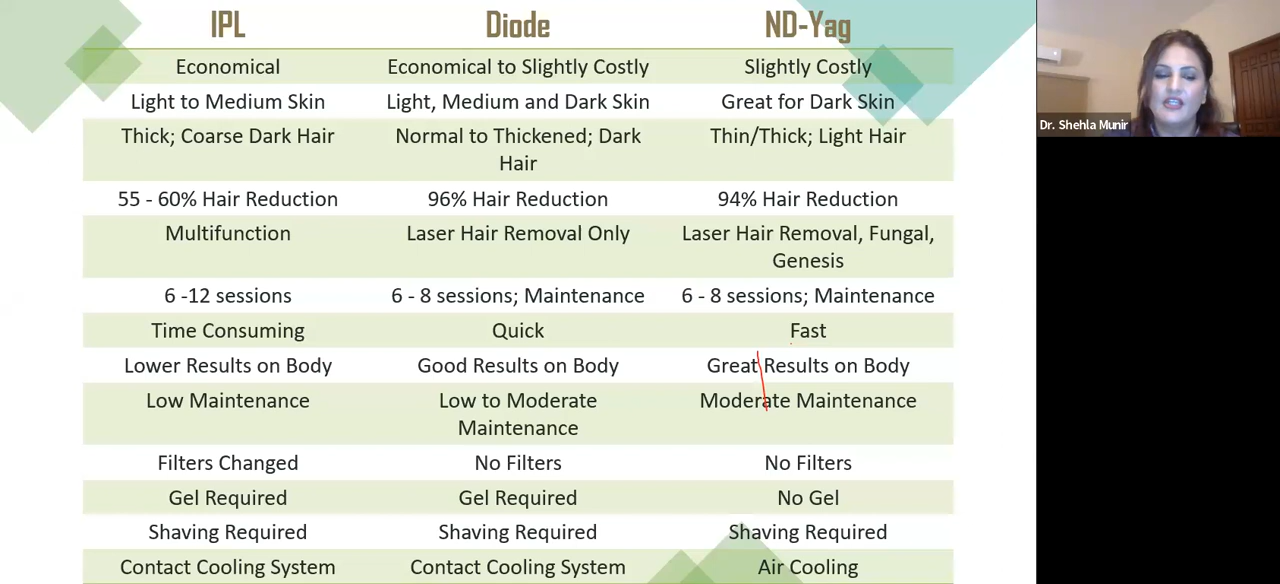 IPL Diode ND-Yag
Economical Economical to Slightly Costly Slightly Costly
Light to Medium Skin Light, Medium and Dark Skin Great for Dark Skin
Thick; Coarse Dark Hair Normal to Thickened; Dark Thin/Thick; Light Hair
Hair
55 - 60% Hair Reduction 96% Hair Reduction 94% Hair Reduction
Multifunction Laser Hair Removal Only Laser Hair Removal, Fungal,
Genesis
6 -12 sessions 6 - 8 sessions; Maintenance 6 - 8 sessions; Maintenance
Time Consuming Quick Fast
Lower Results on Body Good Results on Body Great Results on Body
Low Maintenance Low to Moderate Moderate Maintenance
Maintenance
Filters Changed No Filters No Filters
Gel Required Gel Required No Gel
Shaving Required Shaving Required Shaving Required
Contact Cooling System Contact Cooling System Air Cooling
Dr. Shehla Munir